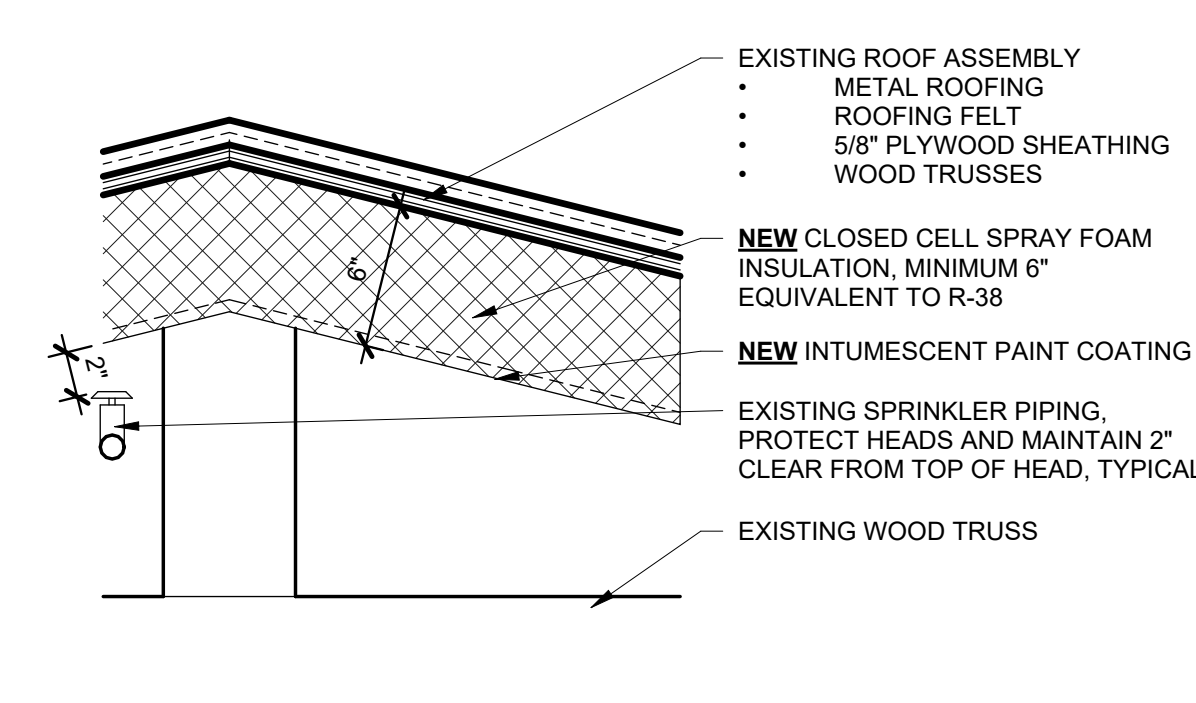 EXISTING ROOF ASSEMBLY
• METAL ROOFING
• ROOFING FELT
• 5/8" PLYWOOD SHEATHING
• WOOD TRUSSES
NEW CLOSED CELL SPRAY FOAM
INSULATION, MINIMUM 6"
EQUIVALENT TO R-38
6"
NEW INTUMESCENT PAINT COATING
2"
EXISTING SPRINKLER PIPING,
PROTECT HEADS AND MAINTAIN 2"
CLEAR FROM TOP OF HEAD, TYPICAL
EXISTING WOOD TRUSS